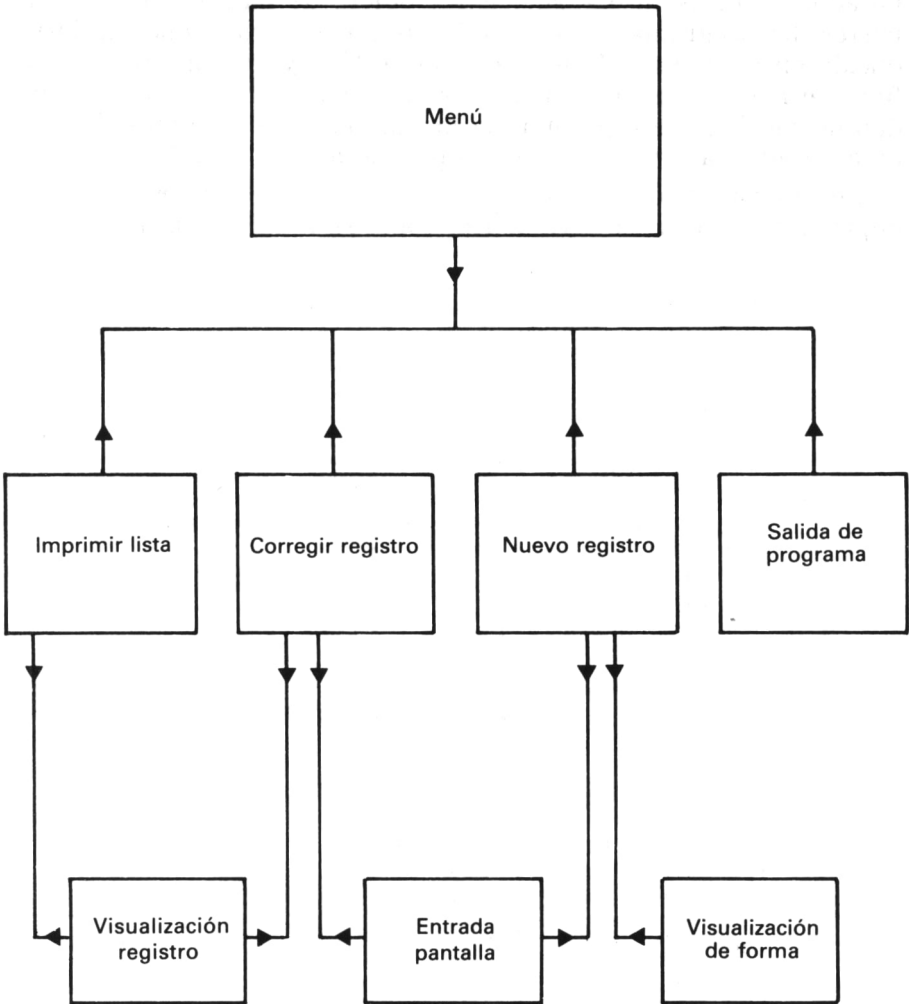 Menú
Imprimir lista
Corregir registro
Nuevo registro
Salida de
programa
Visualización
registro
Entrada
pantalla
Visualización
de forma